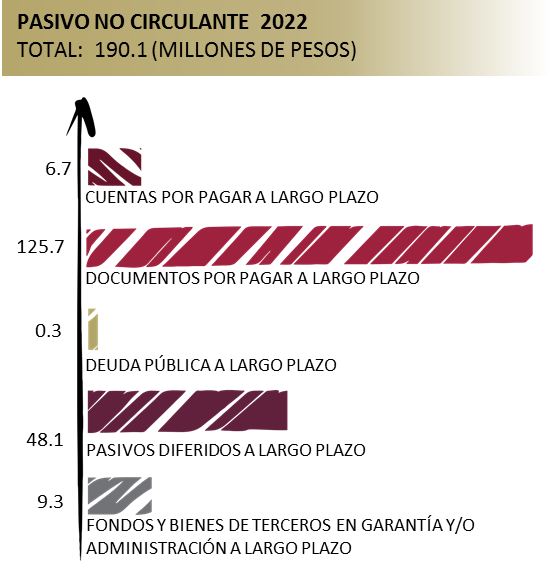 PASIVO NO CIRCULANTE 2022
TOTAL: 190.1 (MILLONES DE PESOS)
6.7
CUENTAS POR PAGAR A LARGO PLAZO
125.7
DOCUMENTOS POR PAGAR A LARGO PLAZO
0.3
DEUDA PÚBLICA A LARGO PLAZO
48.1
PASIVOS DIFERIDOS A LARGO PLAZO
9.3
FONDOS Y BIENES DE TERCEROS EN GARANTÍA Y/O
ADMINISTRACIÓN A LARGO PLAZO